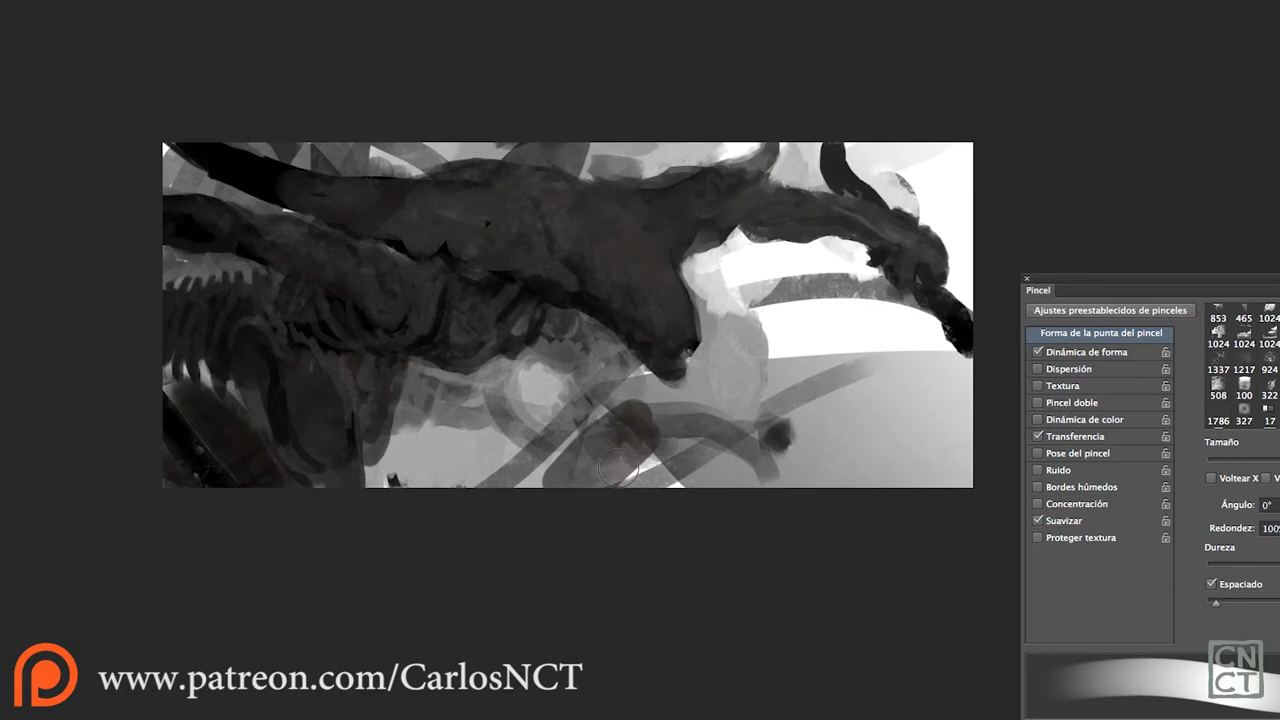 Pincel
Ajustes preestablecidos de pinceles
Forma de la punta del pincel
Dinámica de forma
Dispersión
Textura
Pincel doble
Dinámica de color
Transferencia
Pose del pincel
Ruido
Bordes húmedos
Concentración
Suavizar
Proteger textura
853 465 1024
1024 1024 1024
1337 1217 924
508 100 322
1786 327 17
Tamaño
Voltear X V
Ángulo: 0°
Redondez: 100%
Dureza
Espaciado
www.patreon.com/CarlosNCT
CN
CT